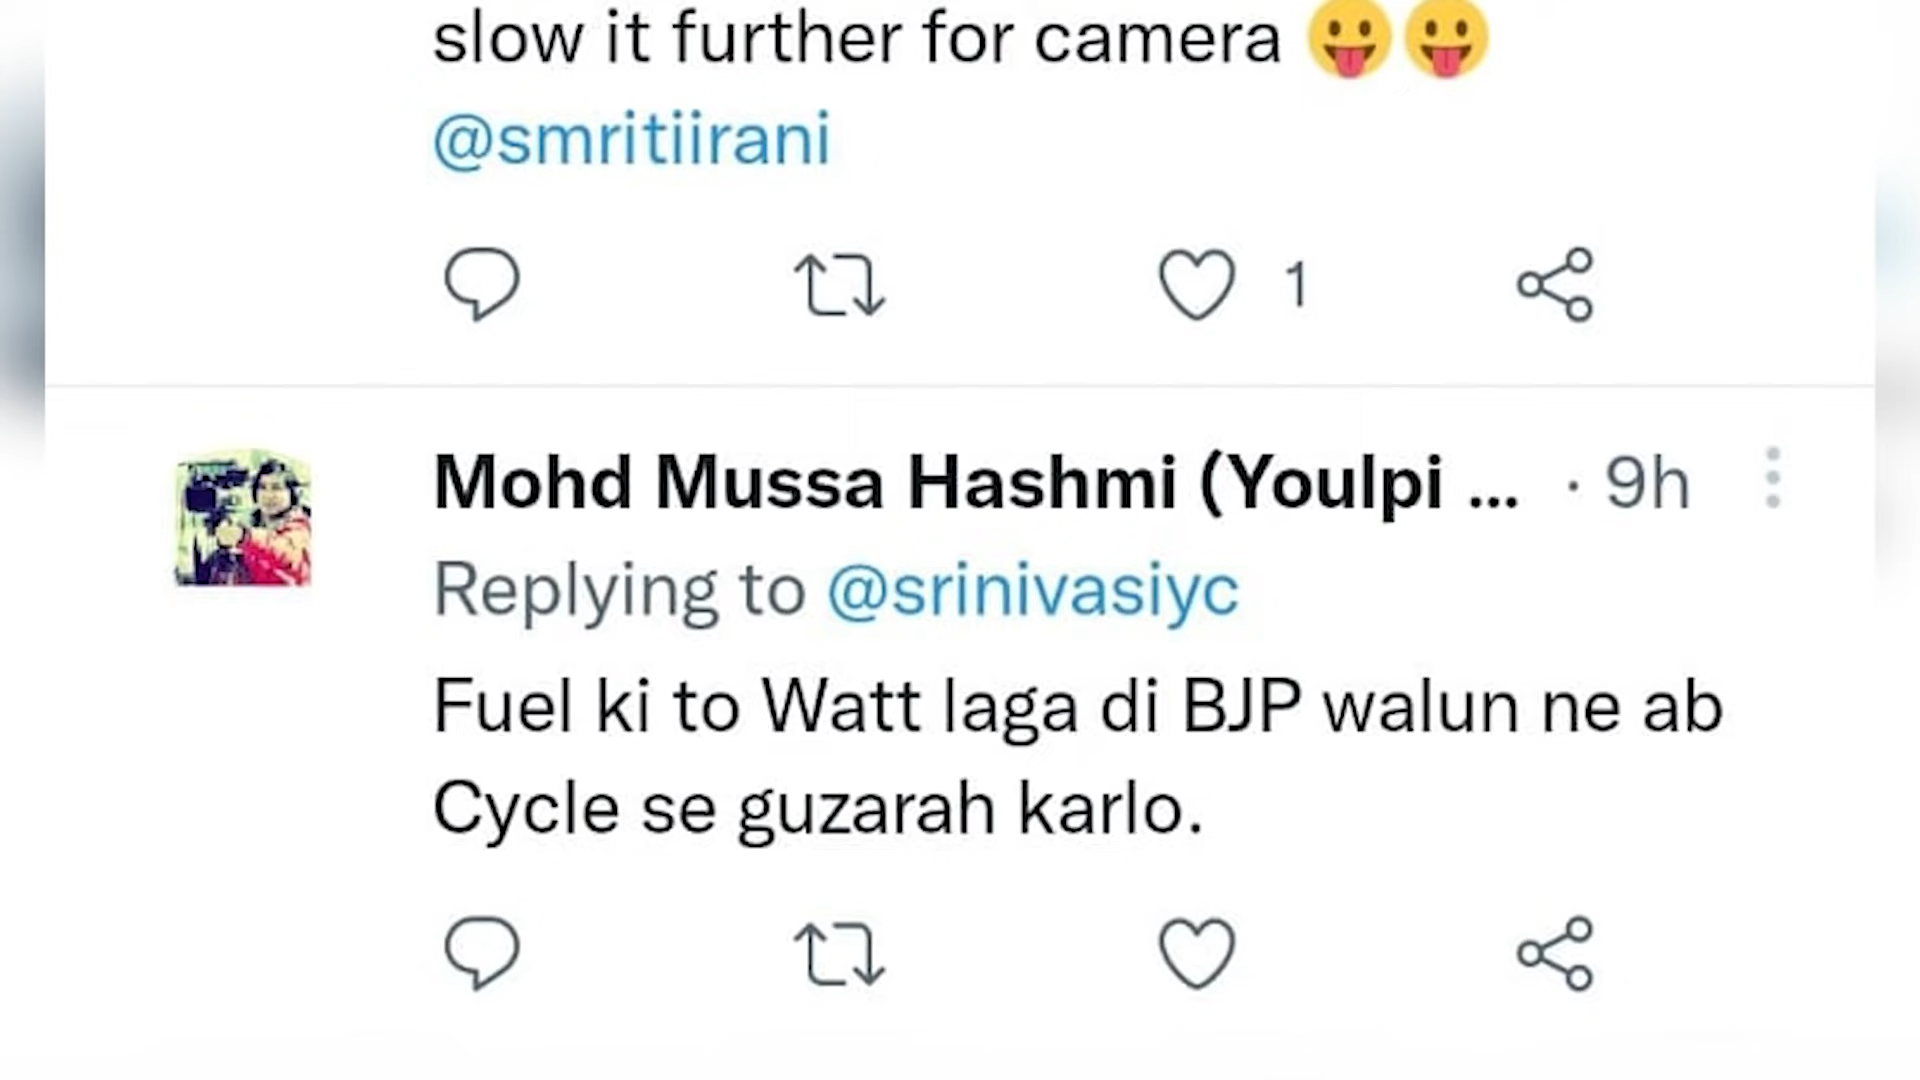 slow it further for camera 😛😛
@smritiirani
1
Mohd Mussa Hashmi (Youlpi ... · 9h
Replying to @srinivasiyc
Fuel ki to Watt laga di BJP walun ne ab
Cycle se guzarah karlo.